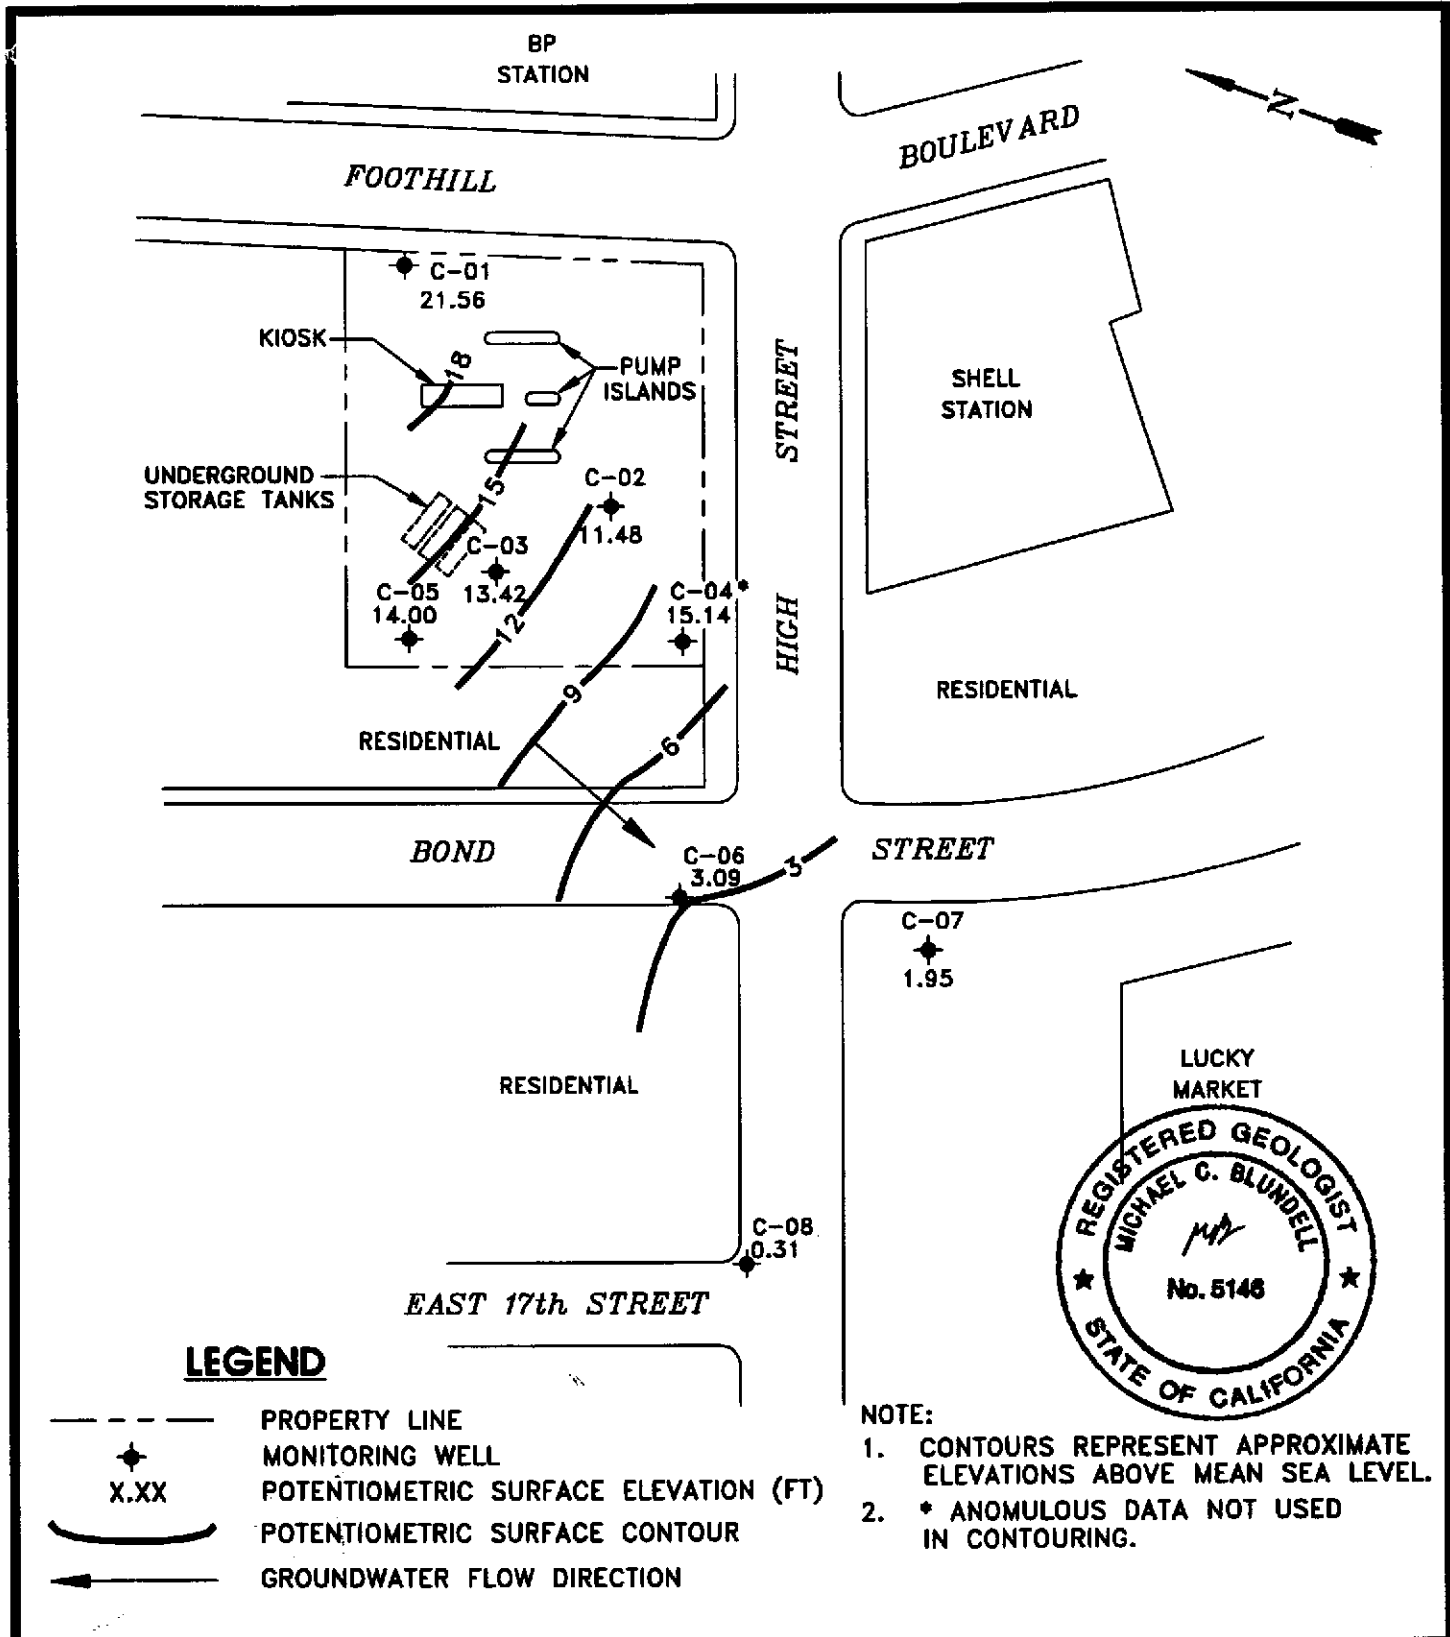 BP
STATION
N
FOOTHILL
BOULEVARD
C-01
21.56
KIOSK
18
PUMP
ISLANDS
STREET
SHELL
STATION
UNDERGROUND
STORAGE TANKS
15
C-02
11.48
C-03
13.42
C-05
14.00
12
C-04*
15.14
HIGH
9
RESIDENTIAL
RESIDENTIAL
6
BOND
STREET
C-06
3.09
3
C-07
1.95
RESIDENTIAL
LUCKY
MARKET
REGISTERED GEOLOGIST
MICHAEL C. BLUNDELL
No. 5146
STATE OF CALIFORNIA
C-08
0.31
EAST 17th STREET
LEGEND
PROPERTY LINE
MONITORING WELL
X.XX POTENTIOMETRIC SURFACE ELEVATION (FT)
POTENTIOMETRIC SURFACE CONTOUR
GROUNDWATER FLOW DIRECTION
NOTE:
1. CONTOURS REPRESENT APPROXIMATE
ELEVATIONS ABOVE MEAN SEA LEVEL.
2. * ANOMULOUS DATA NOT USED
IN CONTOURING.